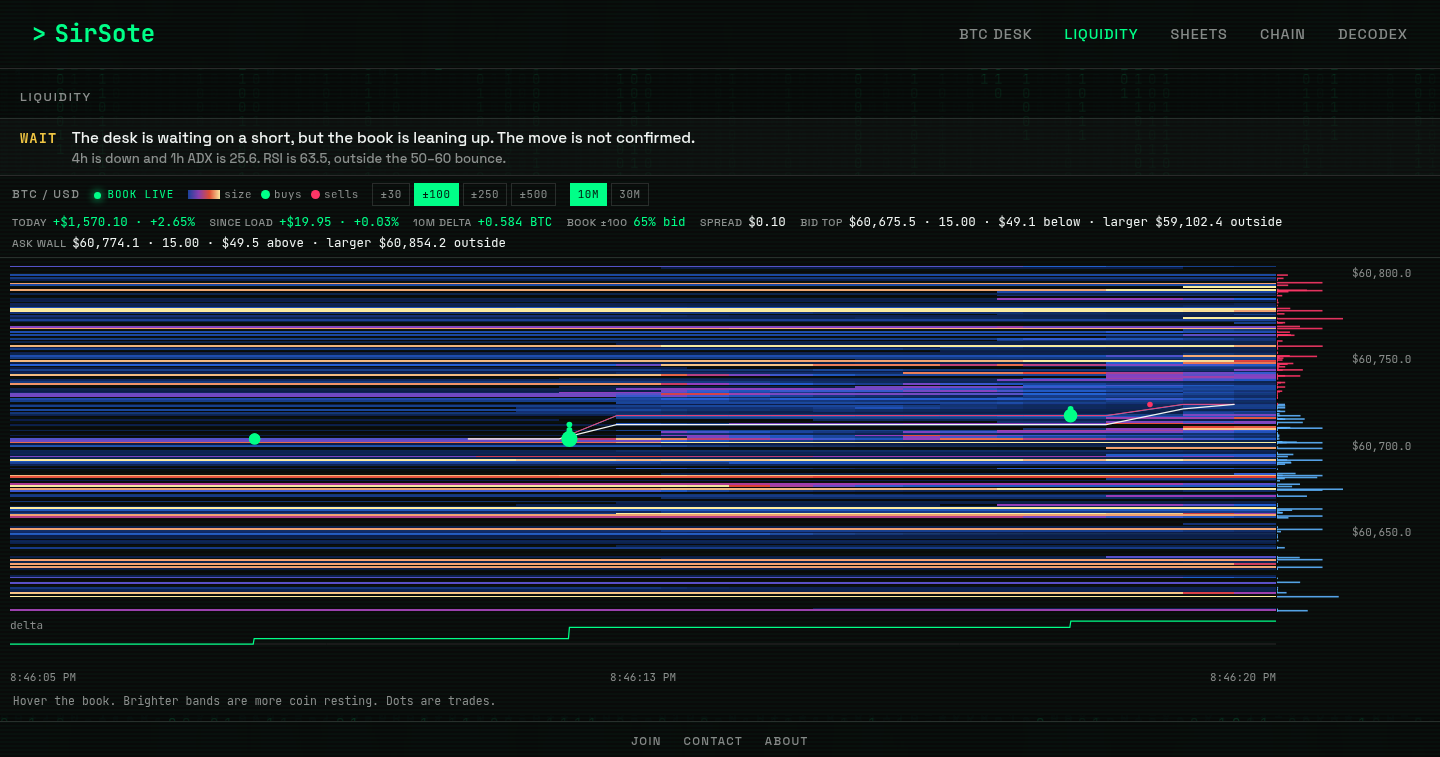 > SirSote
BTC DESK LIQUIDITY SHEETS CHAIN DECODEX
LIQUIDITY
WAIT The desk is waiting on a short, but the book is leaning up. The move is not confirmed.
4h is down and 1h ADX is 25.6. RSI is 63.5, outside the 50–60 bounce.
BTC / USD BOOK LIVE size buys sells ±30 ±100 ±250 ±500 10M 30M
TODAY +$1,570.10 · +2.65% SINCE LOAD +$19.95 · +0.03% 10M DELTA +0.584 BTC BOOK ±100 65% bid SPREAD $0.10 BID TOP $60,675.5 · 15.00 · $49.1 below · larger $59,102.4 outside
ASK WALL $60,774.1 · 15.00 · $49.5 above · larger $60,854.2 outside
$60,800.0
$60,750.0
$60,700.0
$60,650.0
delta
8:46:05 PM 8:46:13 PM 8:46:20 PM
Hover the book. Brighter bands are more coin resting. Dots are trades.
JOIN CONTACT ABOUT